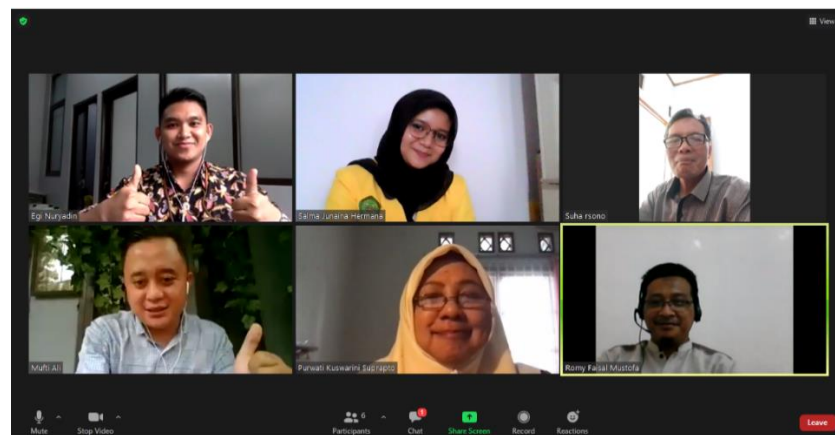 View
Egi Nuryadin
Salma Junaina Hermana
Suha rsono
Mufti Ali
Purwati Kuswarini Suprapto
Romy Faisal Mustofa
Mute
Stop Video
6
Participants
1
Chat
Share Screen
Record
Reactions
Leave